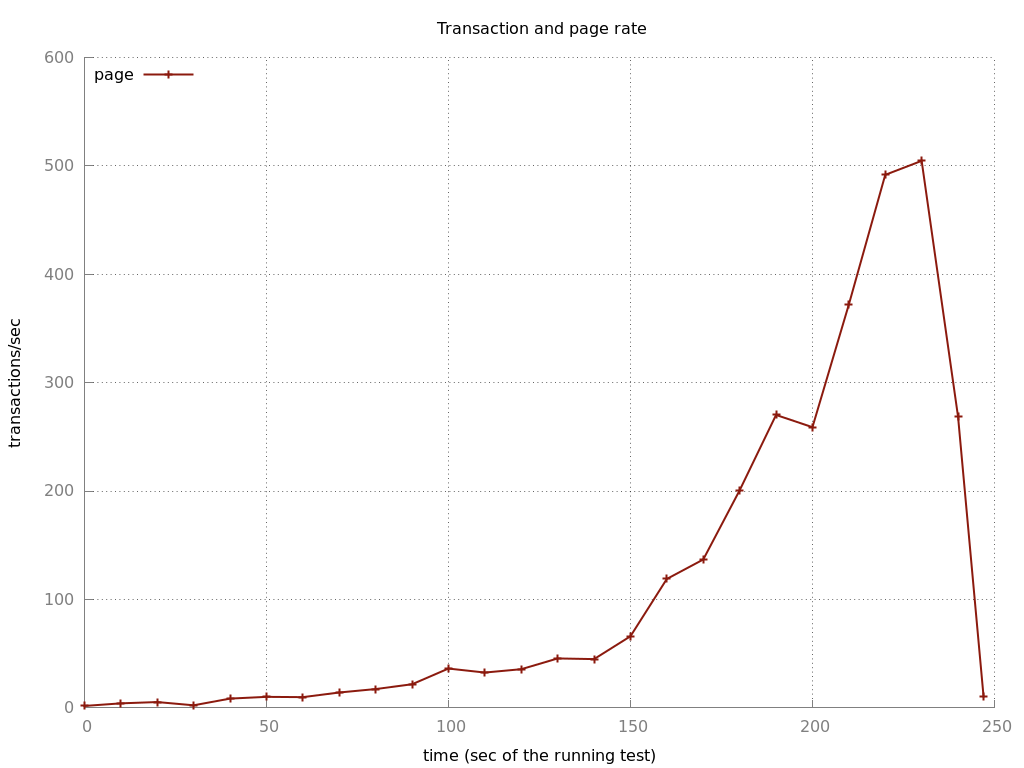 Transaction and page rate
600
page
500
400
300
200
100
0
transactions/sec
0 50 100 150 200 250
time (sec of the running test)